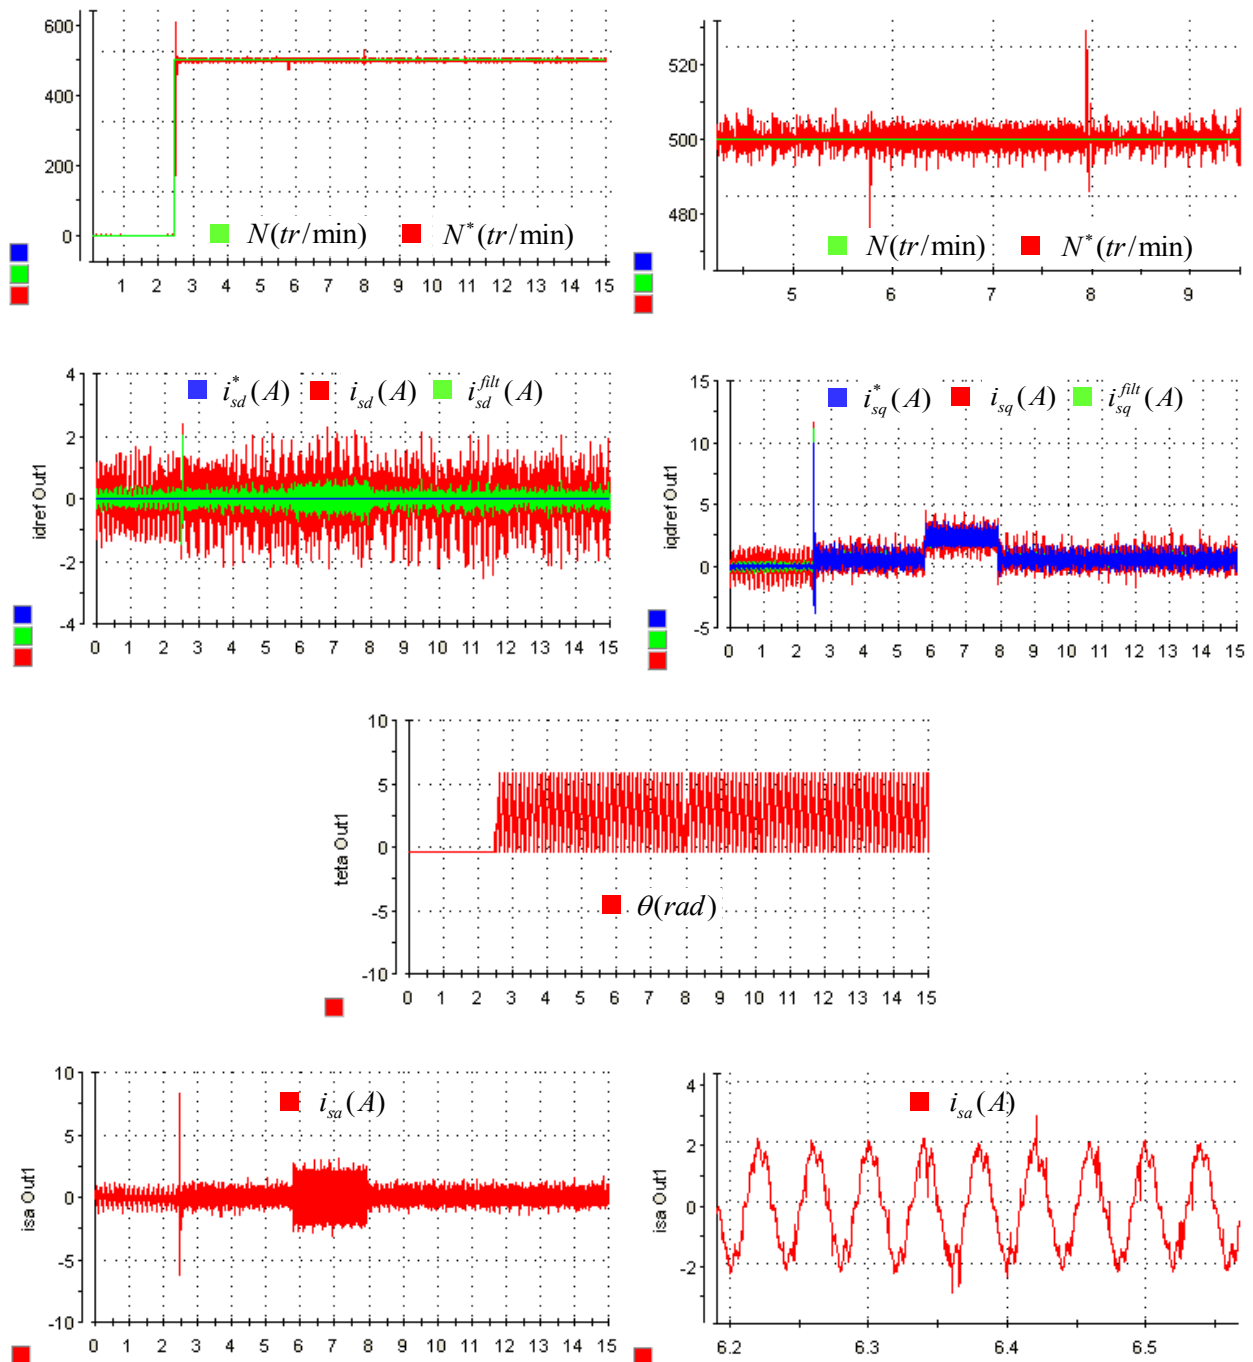 600
400
200
0
N(tr/min) N*(tr/min)
1 2 3 4 5 6 7 8 9 10 11 12 13 14 15
520
500
480
N(tr/min) N*(tr/min)
5 6 7 8 9
4
2
0
-2
-4
idref Out1
i*sd(A) isd(A) ifiltsd(A)
0 1 2 3 4 5 6 7 8 9 10 11 12 13 14 15
15
10
5
0
-5
iqdref Out1
i*sq(A) isq(A) ifiltsq(A)
0 1 2 3 4 5 6 7 8 9 10 11 12 13 14 15
10
5
0
-5
-10
teta Out1
θ(rad)
0 1 2 3 4 5 6 7 8 9 10 11 12 13 14 15
10
5
0
-5
-10
isa Out1
isa(A)
0 1 2 3 4 5 6 7 8 9 10 11 12 13 14 15
4
2
0
-2
isa Out1
isa(A)
6.2 6.3 6.4 6.5